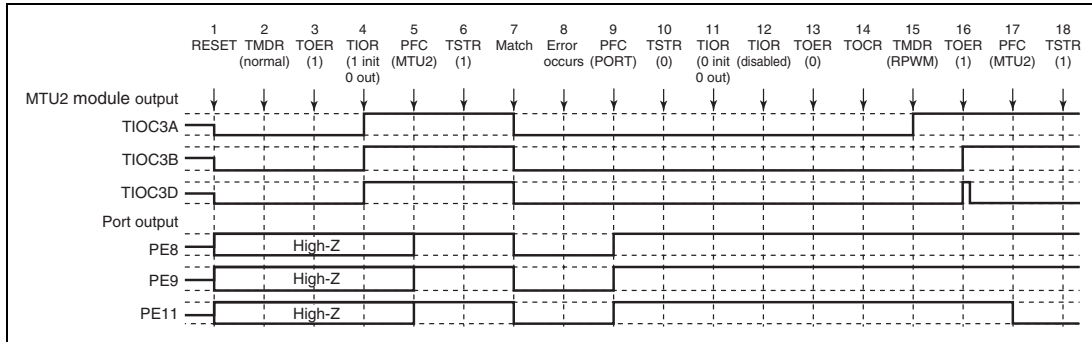 1 2 3 4 5 6 7 8 9 10 11 12 13 14 15 16 17 18
RESET TMDR TOER TIOR PFC TSTR Match Error PFC TSTR TIOR TIOR TOER TOCR TMDR TOER PFC TSTR
(normal) (1) (1 init (MTU2) (1) occurs (PORT) (0) (0 init (disabled) (0) (RPWM) (1) (MTU2) (1)
0 out) 0 out)
MTU2 module output
TIOC3A
TIOC3B
TIOC3D
Port output
PE8 High-Z
PE9 High-Z
PE11 High-Z